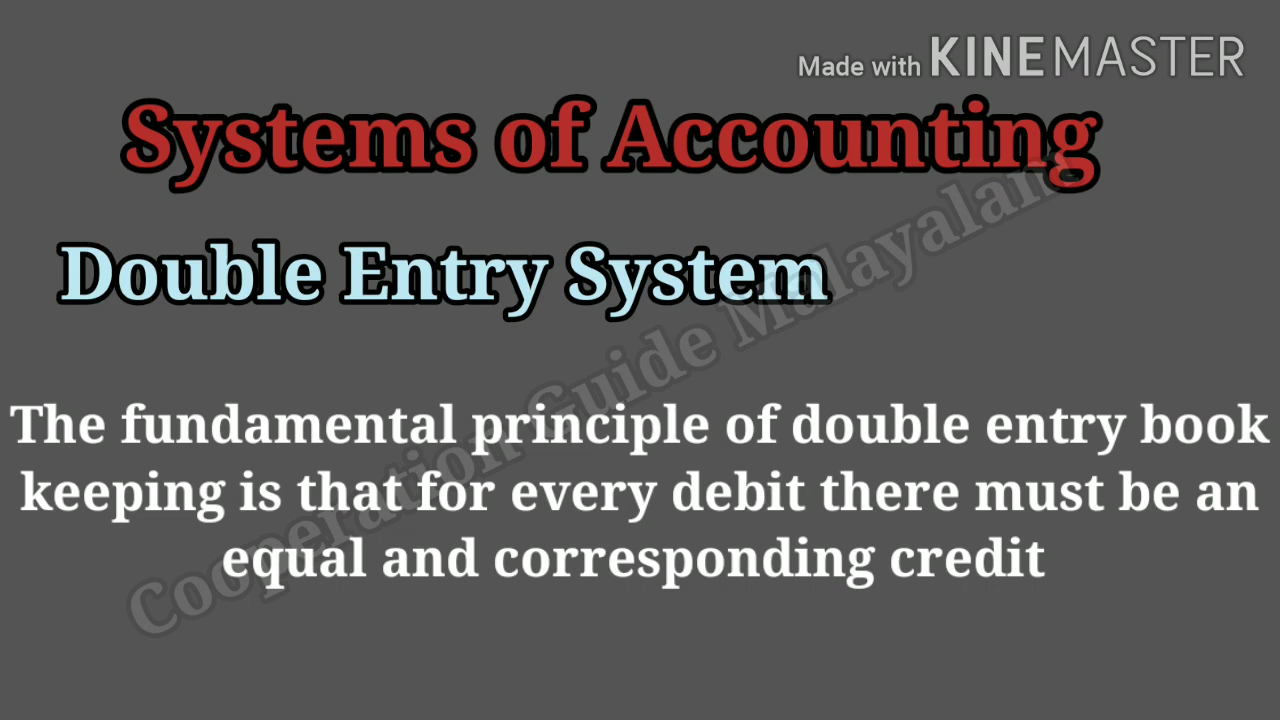 Made with KINEMASTER
Systems of Accounting
Double Entry System
The fundamental principle of double entry book
keeping is that for every debit there must be an
equal and corresponding credit
Cooperation Guide Malayalam